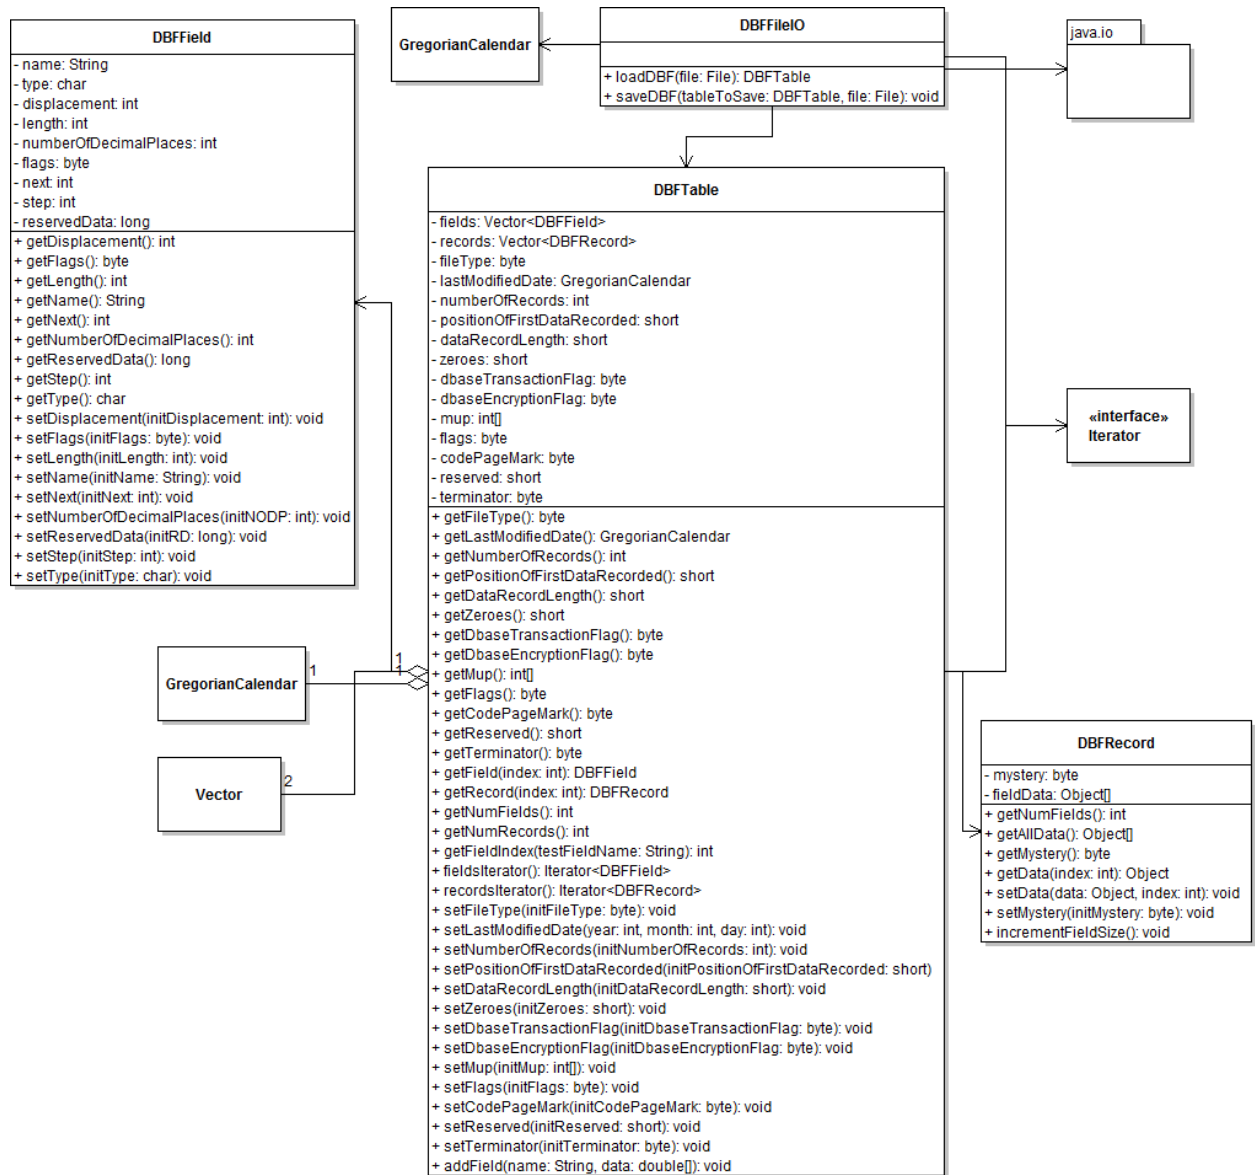 DBFField
- name: String
- type: char
- displacement: int
- length: int
- numberOfDecimalPlaces: int
- flags: byte
- next: int
- step: int
- reservedData: long
+ getDisplacement(): int
+ getFlags(): byte
+ getLength(): int
+ getName(): String
+ getNext(): int
+ getNumberOfDecimalPlaces(): int
+ getReservedData(): long
+ getStep(): int
+ getType(): char
+ setDisplacement(initDisplacement: int): void
+ setFlags(initFlags: byte): void
+ setLength(initLength: int): void
+ setName(initName: String): void
+ setNext(initNext: int): void
+ setNumberOfDecimalPlaces(initNODP: int): void
+ setReservedData(initRD: long): void
+ setStep(initStep: int): void
+ setType(initType: char): void
GregorianCalendar
DBFFileIO
+ loadDBF(file: File): DBFTable
+ saveDBF(tableToSave: DBFTable, file: File): void
java.io
DBFTable
- fields: Vector<DBFField>
- records: Vector<DBFRecord>
- fileType: byte
- lastModifiedDate: GregorianCalendar
- numberOfRecords: int
- positionOfFirstDataRecorded: short
- dataRecordLength: short
- zeroes: short
- dbaseTransactionFlag: byte
- dbaseEncryptionFlag: byte
- mup: int[]
- flags: byte
- codePageMark: byte
- reserved: short
- terminator: byte
+ getFileType(): byte
+ getLastModifiedDate(): GregorianCalendar
+ getNumberOfRecords(): int
+ getPositionOfFirstDataRecorded(): short
+ getDataRecordLength(): short
+ getZeroes(): short
+ getDbaseTransactionFlag(): byte
+ getDbaseEncryptionFlag(): byte
+ getMup(): int[]
+ getFlags(): byte
+ getCodePageMark(): byte
+ getReserved(): short
+ getTerminator(): byte
+ getField(index: int): DBFField
+ getRecord(index: int): DBFRecord
+ getNumFields(): int
+ getNumRecords(): int
+ getFieldIndex(testFieldName: String): int
+ fieldsIterator(): Iterator<DBFField>
+ recordsIterator(): Iterator<DBFRecord>
+ setFileType(initFileType: byte): void
+ setLastModifiedDate(year: int, month: int, day: int): void
+ setNumberOfRecords(initNumberOfRecords: int): void
+ setPositionOfFirstDataRecorded(initPositionOfFirstDataRecorded: short)
+ setDataRecordLength(initDataRecordLength: short): void
+ setZeroes(initZeroes: short): void
+ setDbaseTransactionFlag(initDbaseTransactionFlag: byte): void
+ setDbaseEncryptionFlag(initDbaseEncryptionFlag: byte): void
+ setMup(initMup: int[]): void
+ setFlags(initFlags: byte): void
+ setCodePageMark(initCodePageMark: byte): void
+ setReserved(initReserved: short): void
+ setTerminator(initTerminator: byte): void
+ addField(name: String, data: double[]): void
«interface»
Iterator
GregorianCalendar
1
1
1
Vector
2
DBFRecord
- mystery: byte
- fieldData: Object[]
+ getNumFields(): int
+ getAllData(): Object[]
+ getMystery(): byte
+ getData(index: int): Object
+ setData(data: Object, index: int): void
+ setMystery(initMystery: byte): void
+ incrementFieldSize(): void